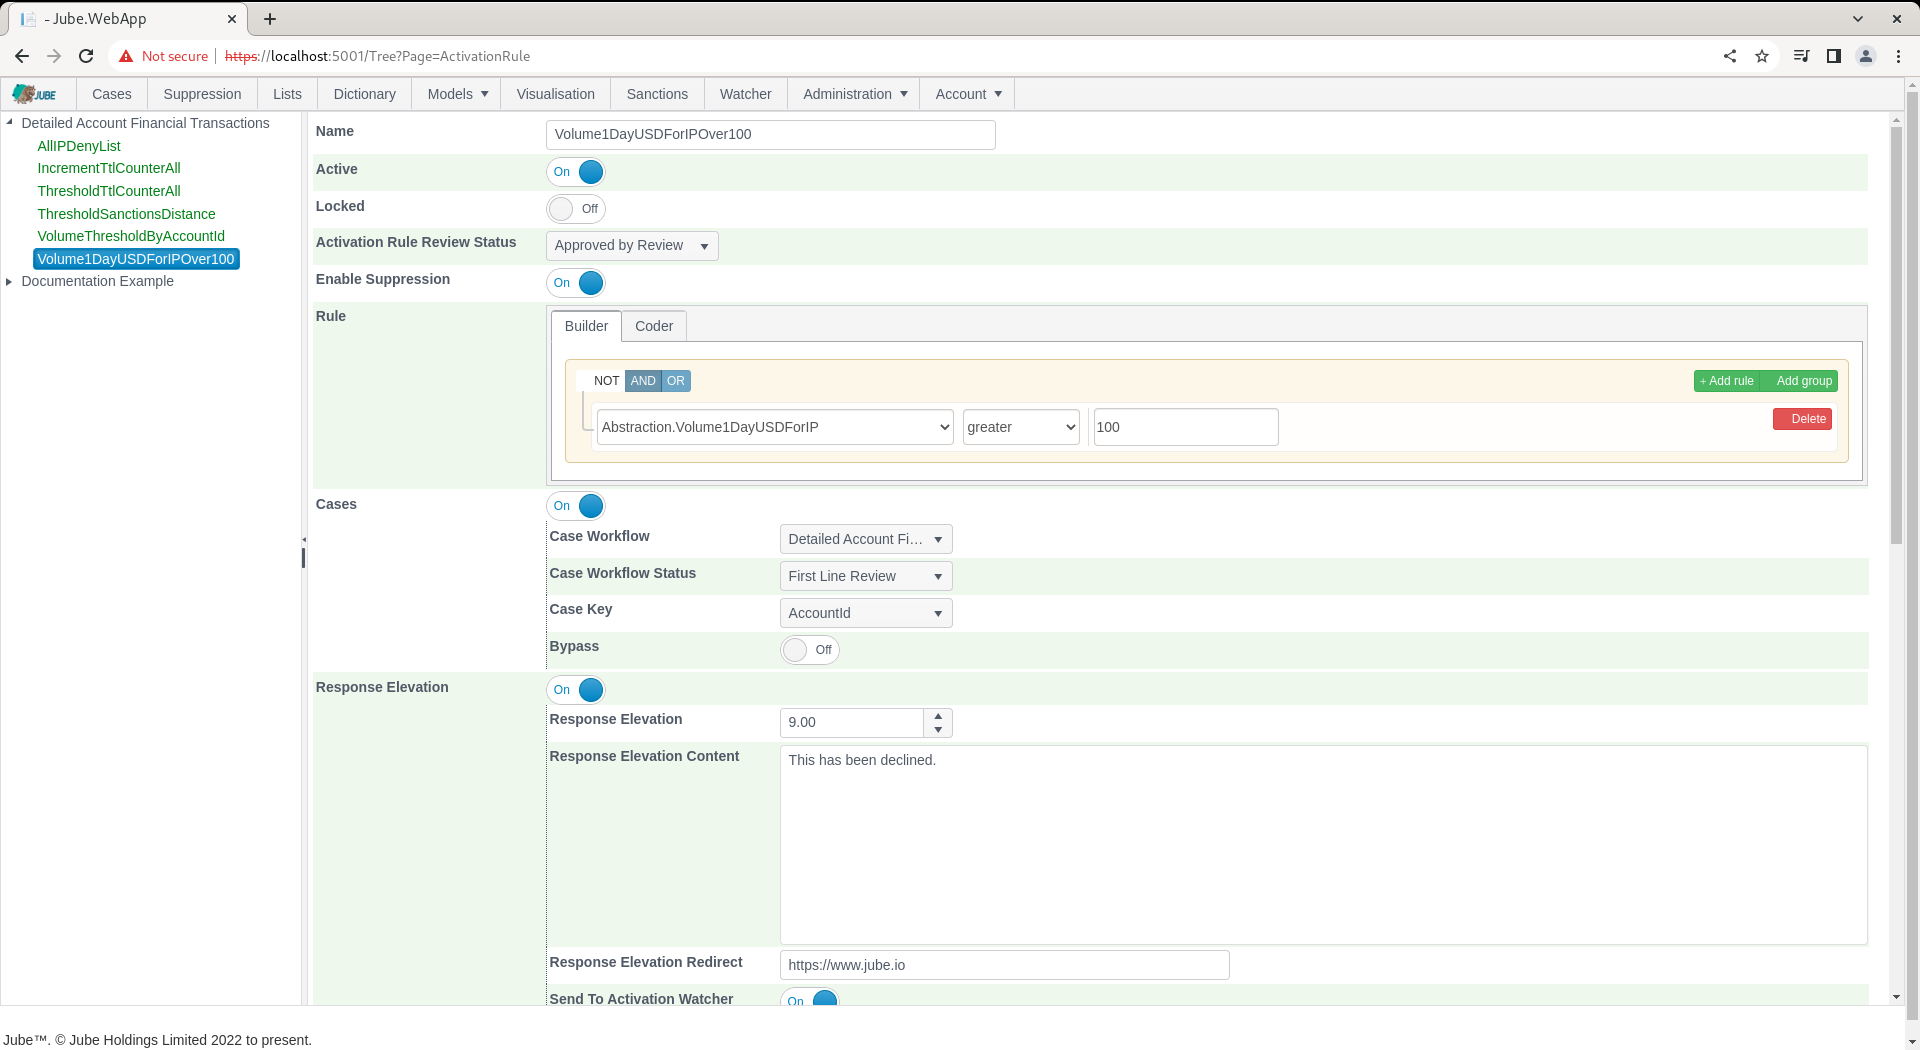 - Jube.WebApp
Not secure https://localhost:5001/Tree?Page=ActivationRule
JUBE Cases Suppression Lists Dictionary Models Visualisation Sanctions Watcher Administration Account
Detailed Account Financial Transactions
AllIPDenyList
IncrementTtlCounterAll
ThresholdTtlCounterAll
ThresholdSanctionsDistance
VolumeThresholdByAccountId
Volume1DayUSDForIPOver100
Documentation Example
Name Volume1DayUSDForIPOver100
Active On
Locked Off
Activation Rule Review Status Approved by Review
Enable Suppression On
Rule Builder Coder
NOT AND OR + Add rule Add group
Abstraction.Volume1DayUSDForIP greater 100 Delete
Cases On
Case Workflow Detailed Account Fi...
Case Workflow Status First Line Review
Case Key AccountId
Bypass Off
Response Elevation On
Response Elevation 9.00
Response Elevation Content This has been declined.
Response Elevation Redirect https://www.jube.io
Send To Activation Watcher On
Jube™. © Jube Holdings Limited 2022 to present.